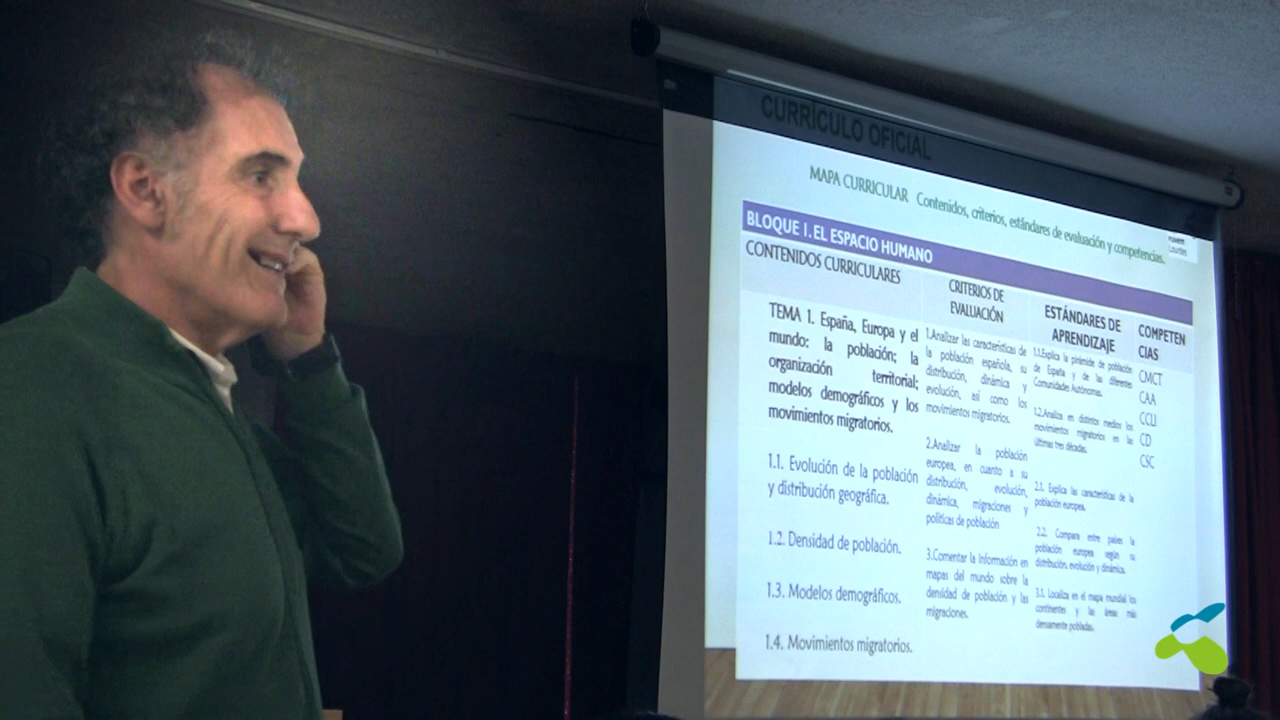 CURRÍCULO OFICIAL
MAPA CURRICULAR Contenidos, criterios, estándares de evaluación y competencias.
Lourdes
BLOQUE I. EL ESPACIO HUMANO
CONTENIDOS CURRICULARES
TEMA 1. España, Europa y el
mundo: la población; la
organización territorial;
modelos demográficos y los
movimientos migratorios.
1.1. Evolución de la población
y distribución geográfica.
1.2. Densidad de población.
1.3. Modelos demográficos.
1.4. Movimientos migratorios.
CRITERIOS DE
EVALUACIÓN
1.Analizar las características de
la población española, su
distribución, dinámica y
evolución, así como los
movimientos migratorios.
2.Analizar la población
europea, en cuanto a su
distribución, evolución,
dinámica, migraciones y
políticas de población
3.Comentar la información en
mapas del mundo sobre la
densidad de población y las
migraciones.
ESTÁNDARES DE
APRENDIZAJE
1.1.Explica la pirámide de población
de España y de las diferentes
Comunidades Autónomas.
1.2.Analiza en distintos medios los
movimientos migratorios en las
últimas tres décadas.
2.1. Explica las características de la
población europea.
2.2. Compara entre países la
población europea según su
distribución, evolución y dinámica.
3.1. Localiza en el mapa mundial los
continentes y las áreas más
densamente pobladas.
COMPETEN
CIAS
CMCT
CAA
CCLI
CD
CSC